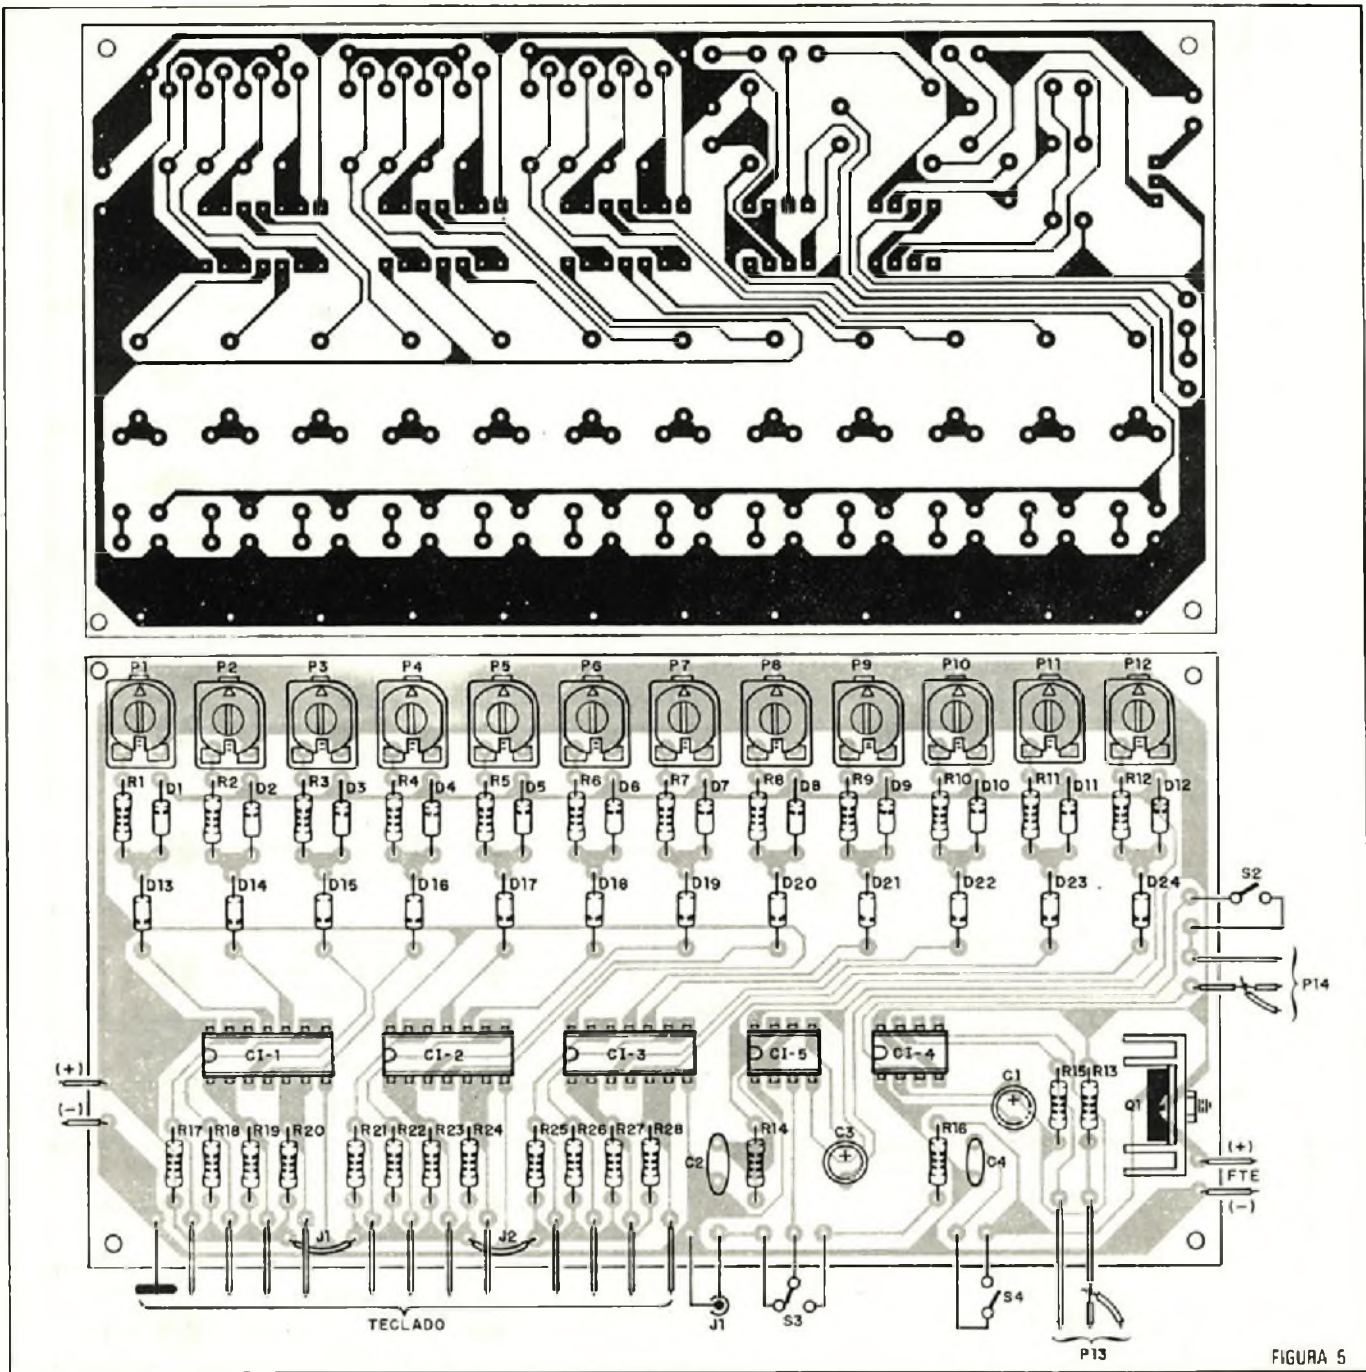 P1 P2 P3 P4 P5 P6 P7 P8 P9 P10 P11 P12
R1 D1 R2 D2 R3 D3 R4 D4 R5 D5 R6 D6 R7 D7 R8 D8 R9 D9 R10 D10 R11 D11 R12 D12
D13 D14 D15 D16 D17 D18 D19 D20 D21 D22 D23 D24
S2
P14
CI-1 CI-2 CI-3 CI-5 CI-4
(+)
(-)
C1 R15 R13 Q1
R17 R18 R19 R20 R21 R22 R23 R24 R25 R26 R27 R28 C2 R14 C3 R16 C4
(+)
FTE
(-)
J1 J2
TECLADO J1 S3 S4
P13
FIGURA 5